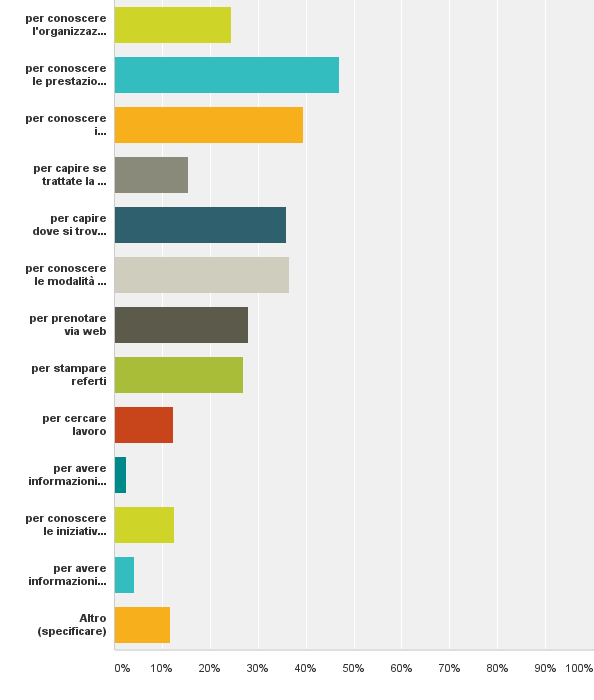 per conoscere
l'organizzaz...
per conoscere
le prestazio...
per conoscere
i...
per capire se
trattate la ...
per capire
dove si trov...
per conoscere
le modalità ...
per prenotare
via web
per stampare
referti
per cercare
lavoro
per avere
informazioni...
per conoscere
le iniziativ...
per avere
informazioni...
Altro
(specificare)
0% 10% 20% 30% 40% 50% 60% 70% 80% 90% 100%